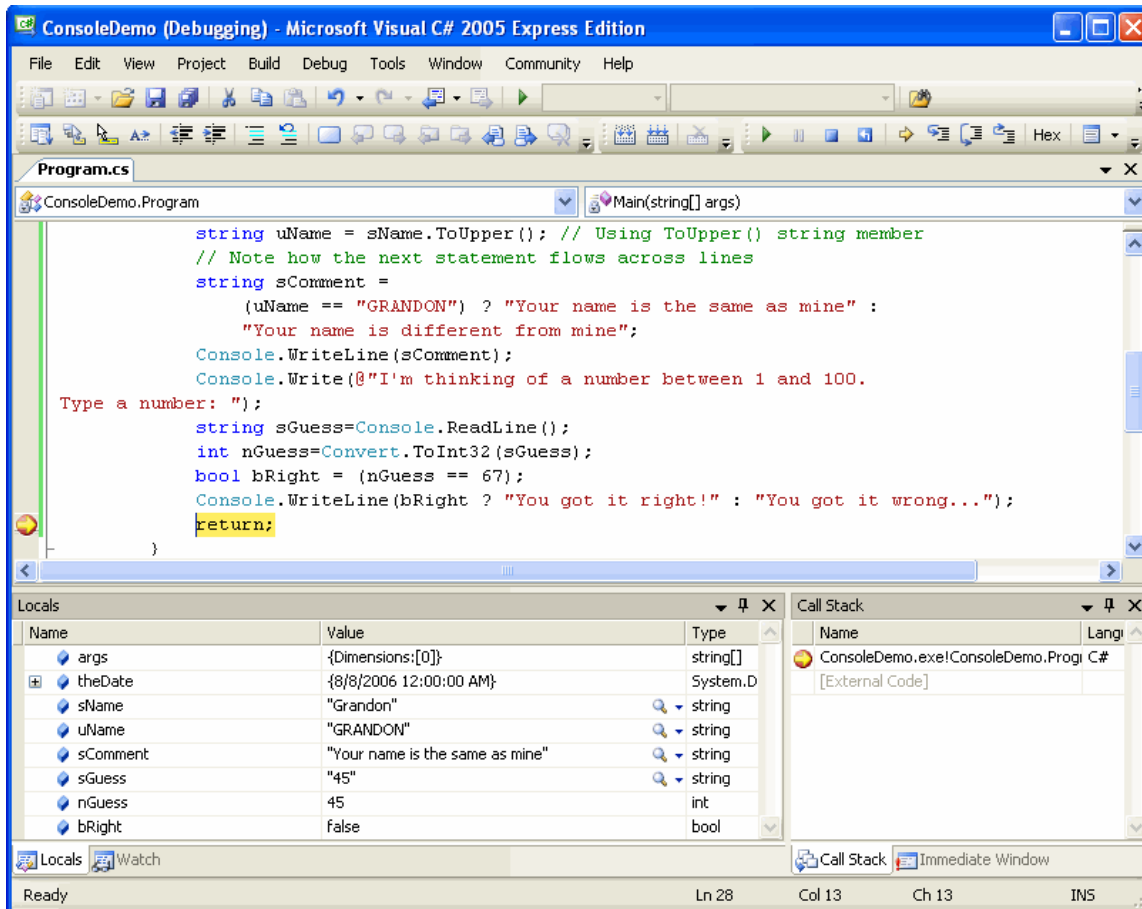 ConsoleDemo (Debugging) - Microsoft Visual C# 2005 Express Edition
File Edit View Project Build Debug Tools Window Community Help
Hex
Program.cs
ConsoleDemo.Program
Main(string[] args)
string uName = sName.ToUpper(); // Using ToUpper() string member
// Note how the next statement flows across lines
string sComment =
(uName == "GRANDON") ? "Your name is the same as mine" :
"Your name is different from mine";
Console.WriteLine(sComment);
Console.Write(@"I'm thinking of a number between 1 and 100.
Type a number: ");
string sGuess=Console.ReadLine();
int nGuess=Convert.ToInt32(sGuess);
bool bRight = (nGuess == 67);
Console.WriteLine(bRight ? "You got it right!" : "You got it wrong...");
return;
}
Locals
Name Value Type
args {Dimensions:[0]} string[]
theDate {8/8/2006 12:00:00 AM} System.D
sName "Grandon" string
uName "GRANDON" string
sComment "Your name is the same as mine" string
sGuess "45" string
nGuess 45 int
bRight false bool
Locals Watch
Call Stack
Name Langu
ConsoleDemo.exe!ConsoleDemo.Progr C#
[External Code]
Call Stack Immediate Window
Ready Ln 28 Col 13 Ch 13 INS